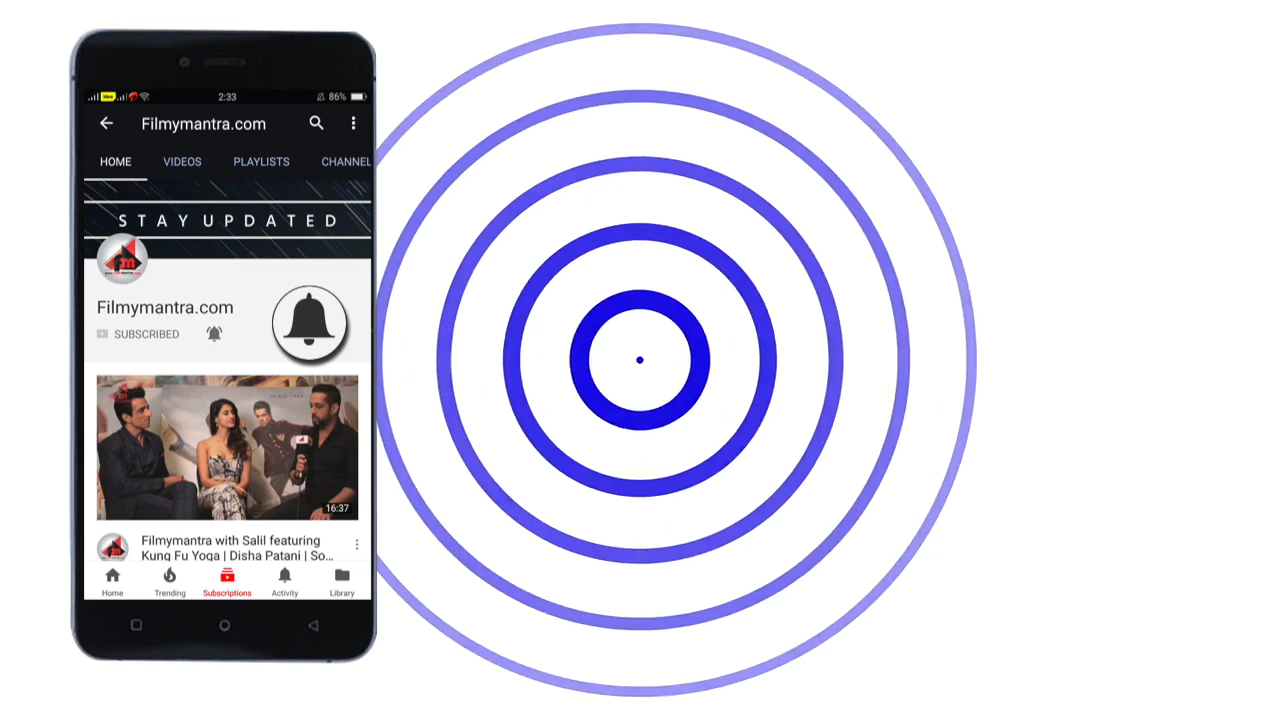 2:33
86%
Filmymantra.com
HOME VIDEOS PLAYLISTS CHANNEL
STAY UPDATED
fm
Filmymantra.com
SUBSCRIBED
16:37
Filmymantra with Salil featuring
Kung Fu Yoga | Disha Patani | So...
Home Trending Subscriptions Activity Library